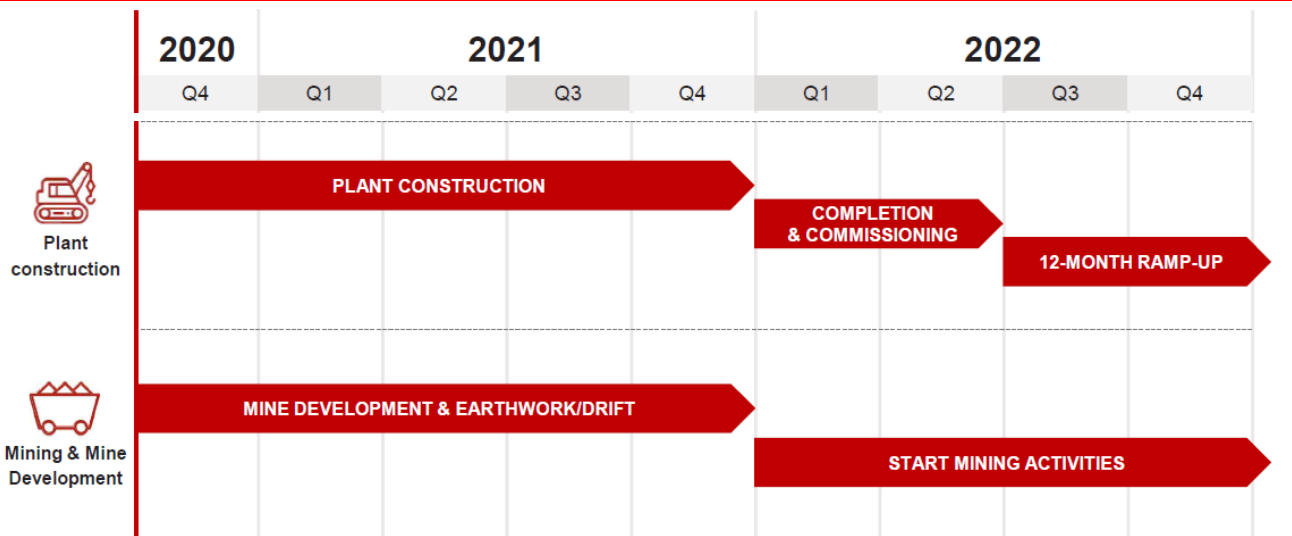 2020 2021 2022
Q4 Q1 Q2 Q3 Q4 Q1 Q2 Q3 Q4
Plant
construction
PLANT CONSTRUCTION
COMPLETION
& COMMISSIONING
12-MONTH RAMP-UP
Mining & Mine
Development
MINE DEVELOPMENT & EARTHWORK/DRIFT
START MINING ACTIVITIES